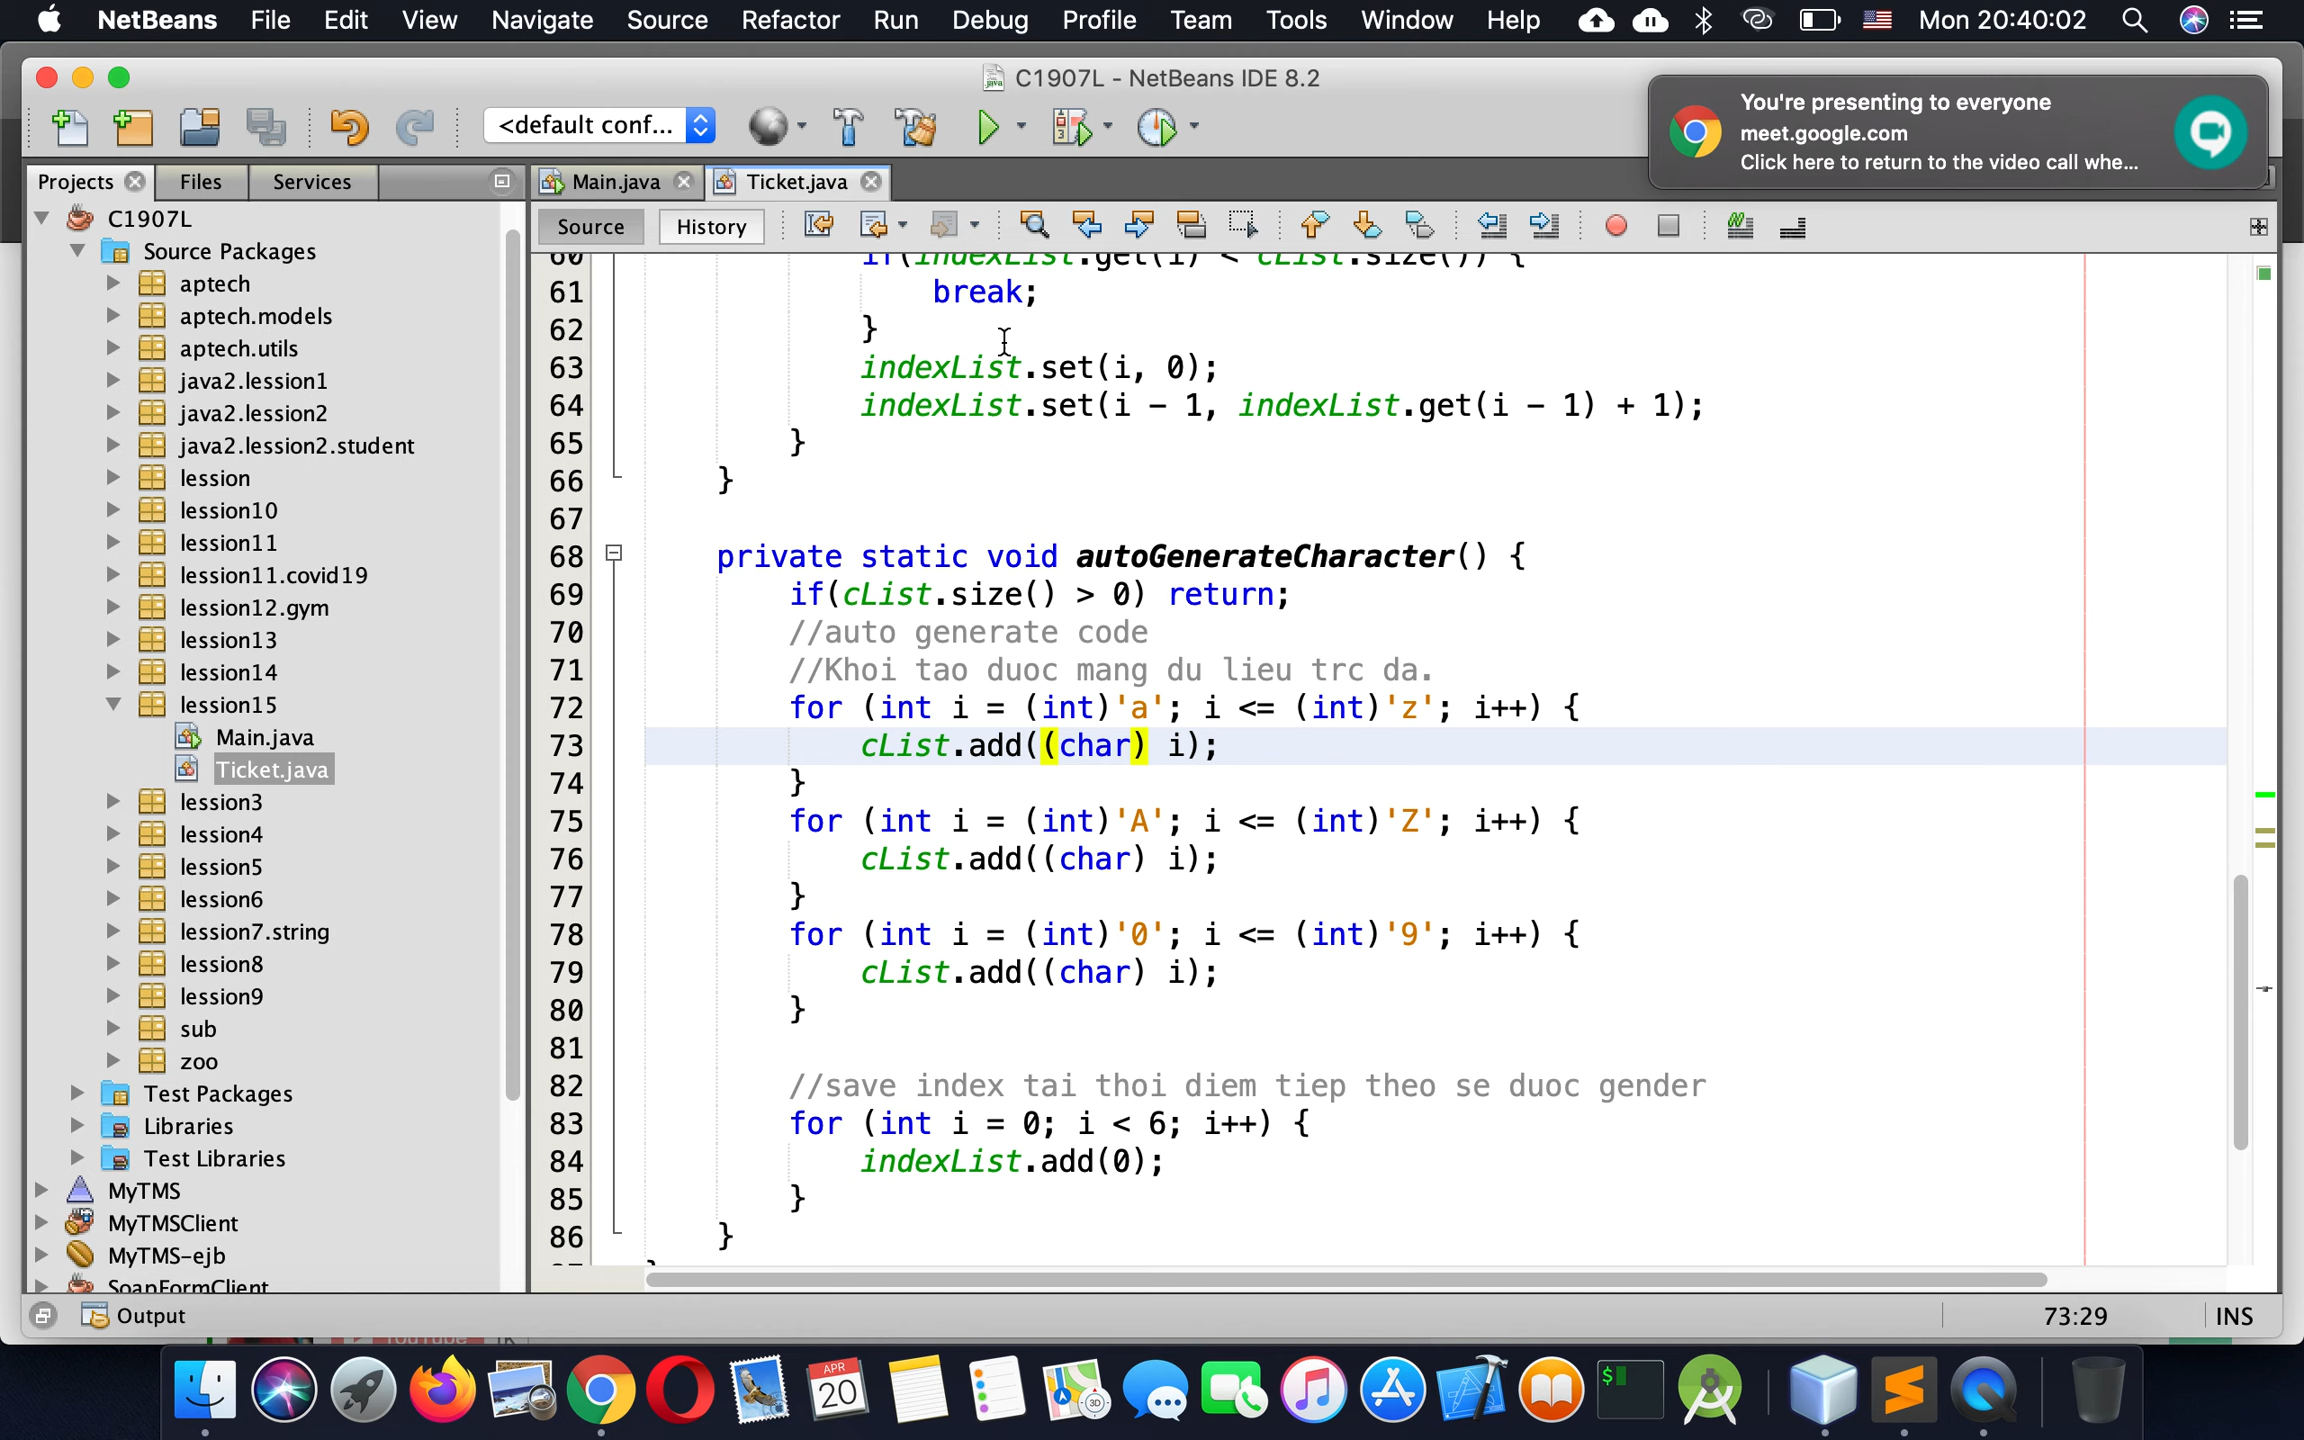 NetBeans File Edit View Navigate Source Refactor Run Debug Profile Team Tools Window Help Mon 20:40:02
C1907L - NetBeans IDE 8.2
You're presenting to everyone
meet.google.com
Click here to return to the video call whe...
<default conf...
Projects Files Services
Main.java Ticket.java
Source History
C1907L
Source Packages
aptech
aptech.models
aptech.utils
java2.lession1
java2.lession2
java2.lession2.student
lession
lession10
lession11
lession11.covid19
lession12.gym
lession13
lession14
lession15
Main.java
Ticket.java
lession3
lession4
lession5
lession6
lession7.string
lession8
lession9
sub
zoo
Test Packages
Libraries
Test Libraries
MyTMS
MyTMSClient
MyTMS-ejb
SoapFormClient
60 if(indexList.get(i) < cList.size()) {
61 break;
62 }
63 indexList.set(i, 0);
64 indexList.set(i - 1, indexList.get(i - 1) + 1);
65 }
66 }
67
68 private static void autoGenerateCharacter() {
69 if(cList.size() > 0) return;
70 //auto generate code
71 //Khoi tao duoc mang du lieu trc da.
72 for (int i = (int)'a'; i <= (int)'z'; i++) {
73 cList.add((char) i);
74 }
75 for (int i = (int)'A'; i <= (int)'Z'; i++) {
76 cList.add((char) i);
77 }
78 for (int i = (int)'0'; i <= (int)'9'; i++) {
79 cList.add((char) i);
80 }
81
82 //save index tai thoi diem tiep theo se duoc gender
83 for (int i = 0; i < 6; i++) {
84 indexList.add(0);
85 }
86 }
Output
73:29 INS
APR
20
3D
$